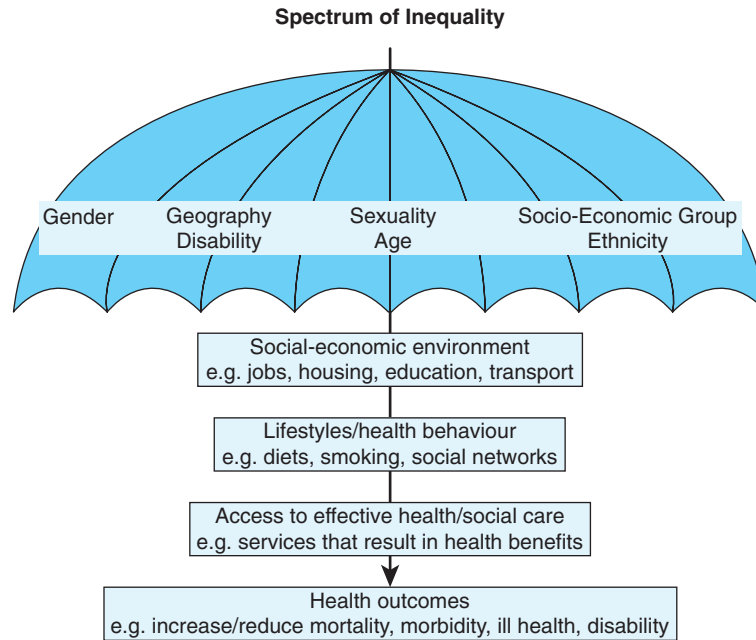 Spectrum of Inequality
Gender
Geography
Disability
Sexuality
Age
Socio-Economic Group
Ethnicity
Social-economic environment
e.g. jobs, housing, education, transport
Lifestyles/health behaviour
e.g. diets, smoking, social networks
Access to effective health/social care
e.g. services that result in health benefits
Health outcomes
e.g. increase/reduce mortality, morbidity, ill health, disability